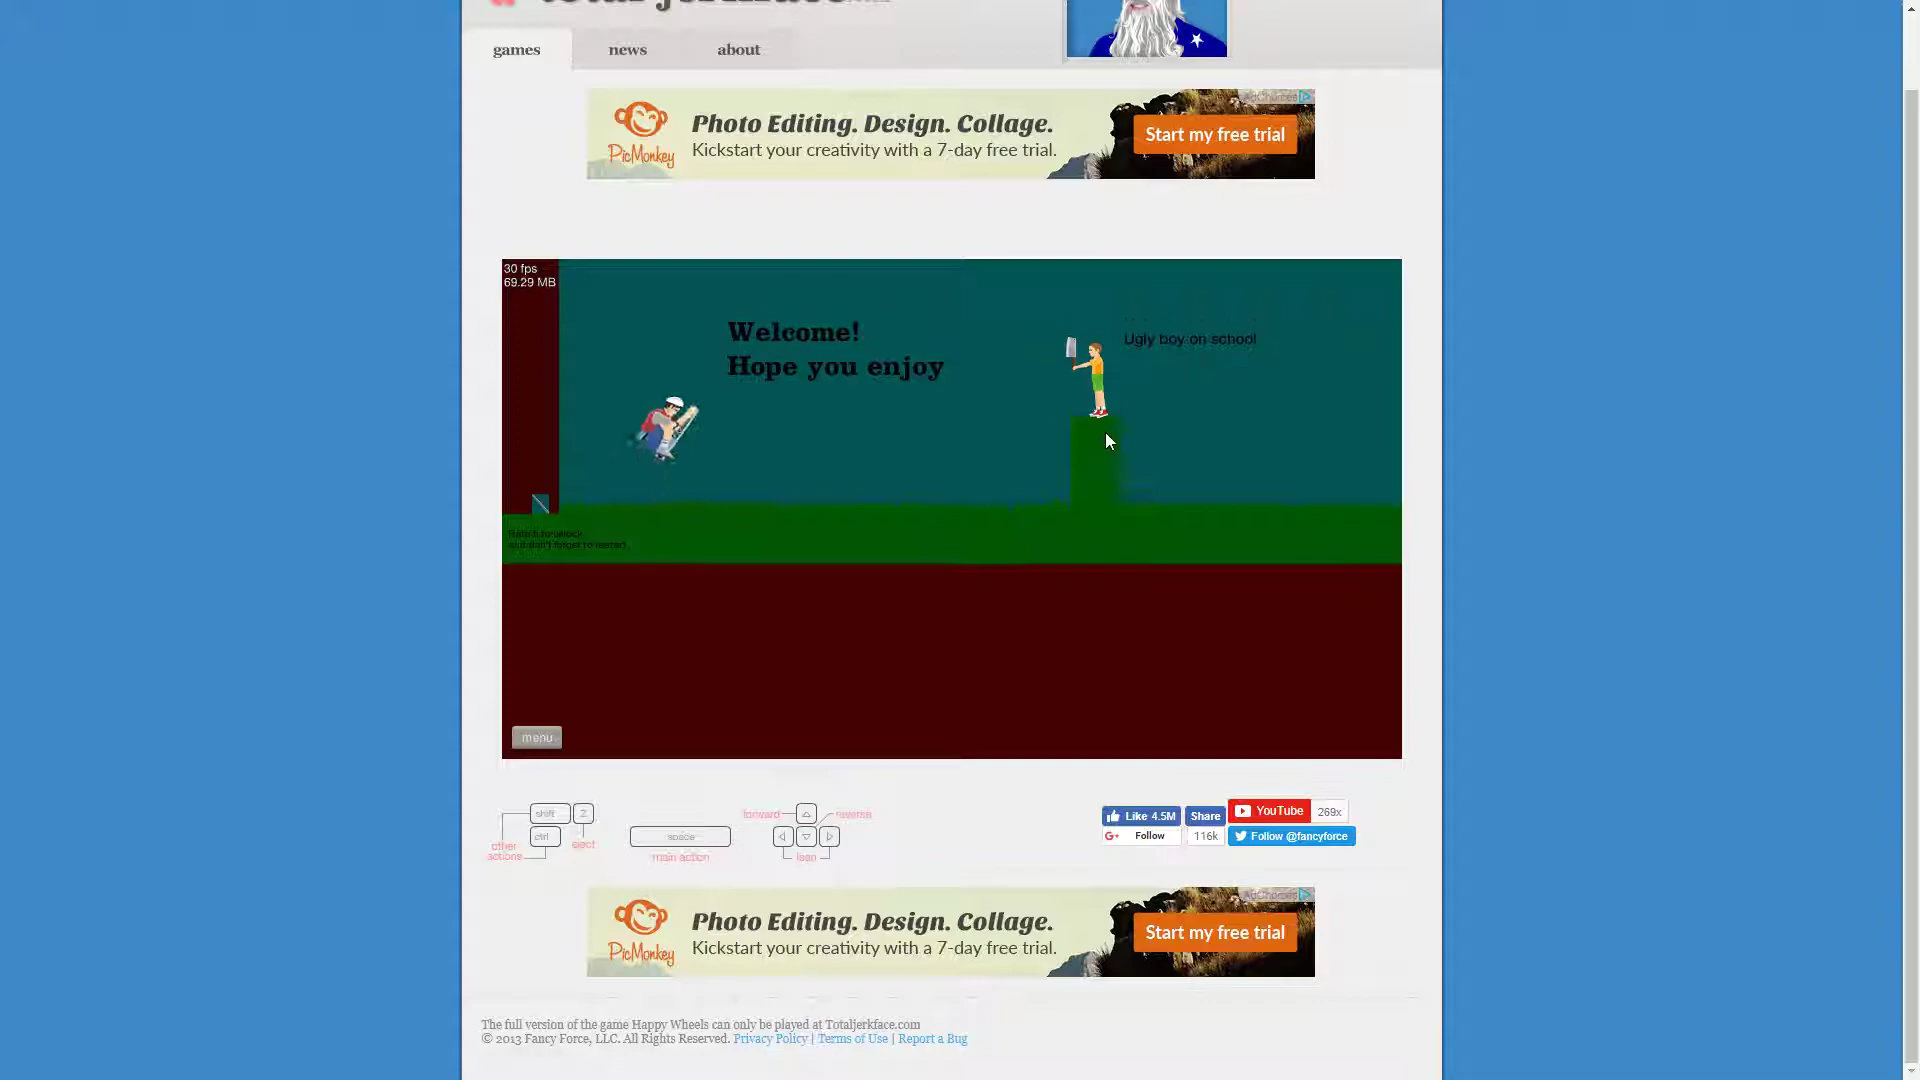 games
news
about
AdChoices
Photo Editing. Design. Collage.
Kickstart your creativity with a 7-day free trial.
PicMonkey
Start my free trial
30 fps
69.29 MB
Welcome!
Hope you enjoy
Ugly boy on school
menu
shift
Z
ctrl
other
actions
eject
space
main action
forward
reverse
lean
Like 4.5M
Share
YouTube
269x
Follow
116k
Follow @fancyforce
AdChoices
Photo Editing. Design. Collage.
Kickstart your creativity with a 7-day free trial.
PicMonkey
Start my free trial
The full version of the game Happy Wheels can only be played at Totaljerkface.com
© 2013 Fancy Force, LLC. All Rights Reserved. Privacy Policy | Terms of Use | Report a Bug